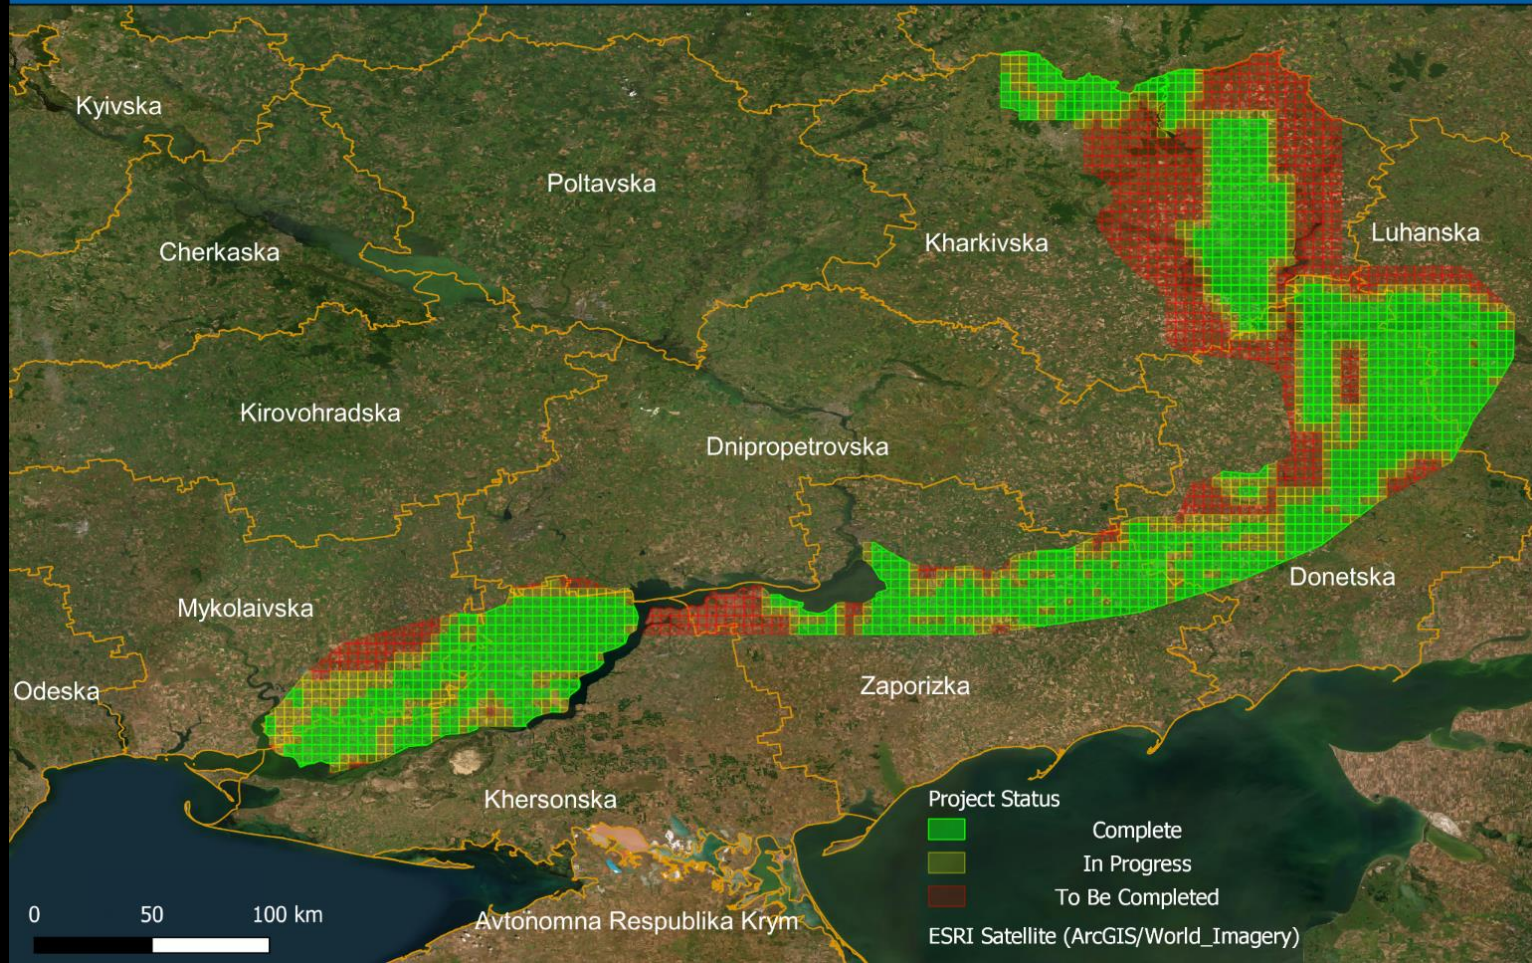 Kyivska
Poltavska
Cherkaska
Kharkivska
Luhanska
Kirovohradska
Dnipropetrovska
Mykolaivska
Donetska
Odeska
Zaporizka
Khersonska
Avtonomna Respublika Krym
0 50 100 km
Project Status
Complete
In Progress
To Be Completed
ESRI Satellite (ArcGIS/World_Imagery)